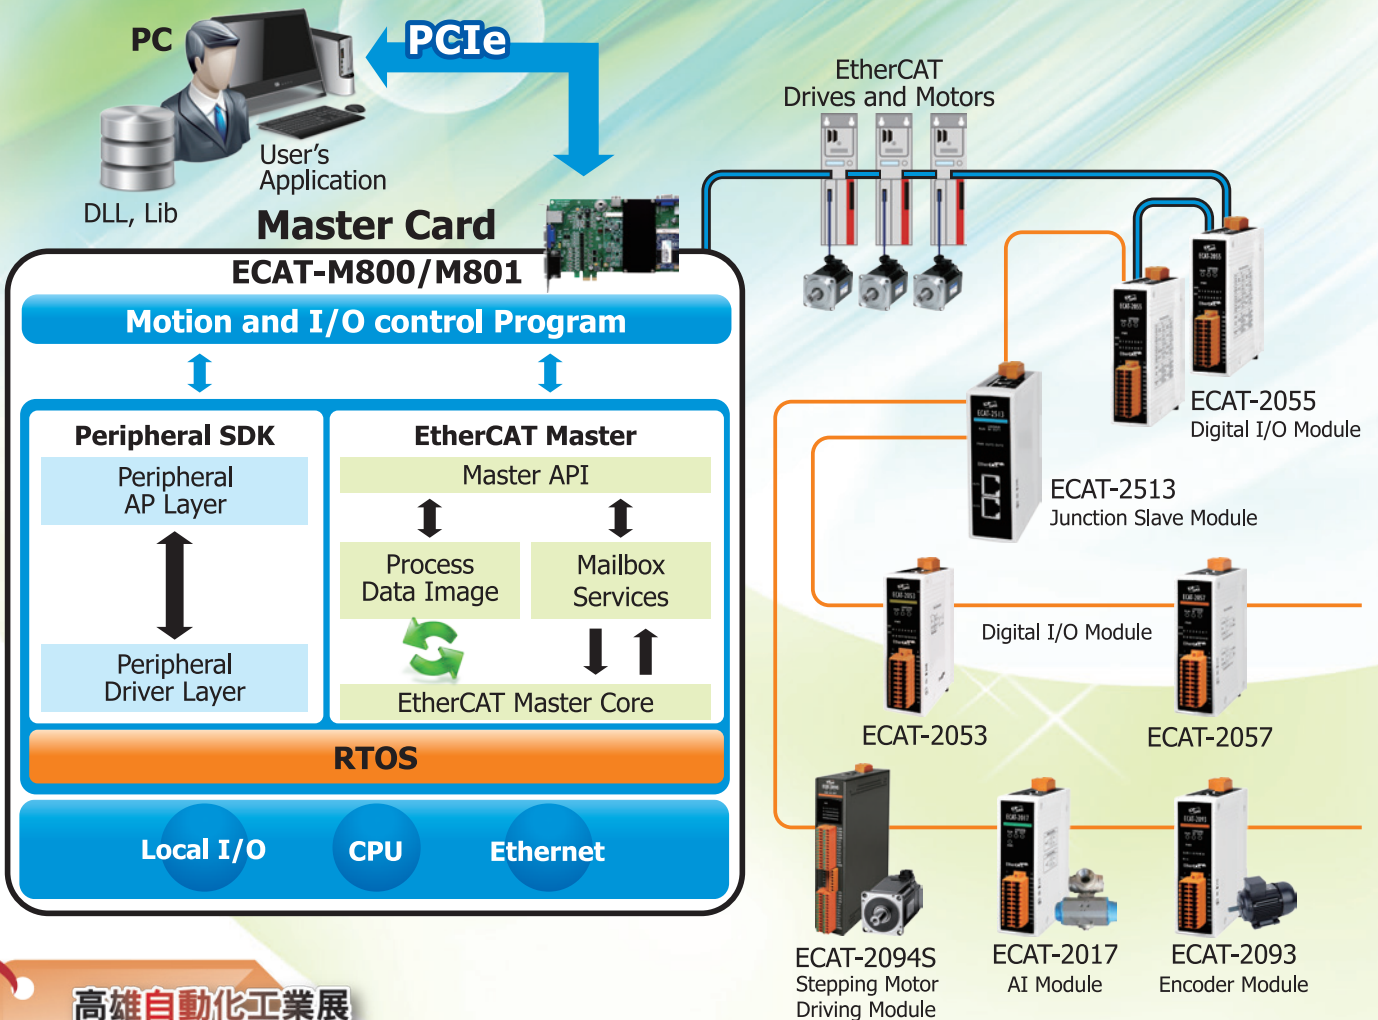 PC
PCIe
User's
Application
DLL, Lib
Master Card
ECAT-M800/M801
Motion and I/O control Program
Peripheral SDK
Peripheral
AP Layer
Peripheral
Driver Layer
EtherCAT Master
Master API
Process
Data Image
Mailbox
Services
EtherCAT Master Core
RTOS
Local I/O
CPU
Ethernet
EtherCAT
Drives and Motors
ECAT-2055
Digital I/O Module
ECAT-2513
Junction Slave Module
Digital I/O Module
ECAT-2053
ECAT-2057
ECAT-2094S
Stepping Motor
Driving Module
ECAT-2017
AI Module
ECAT-2093
Encoder Module
高雄自動化工業展